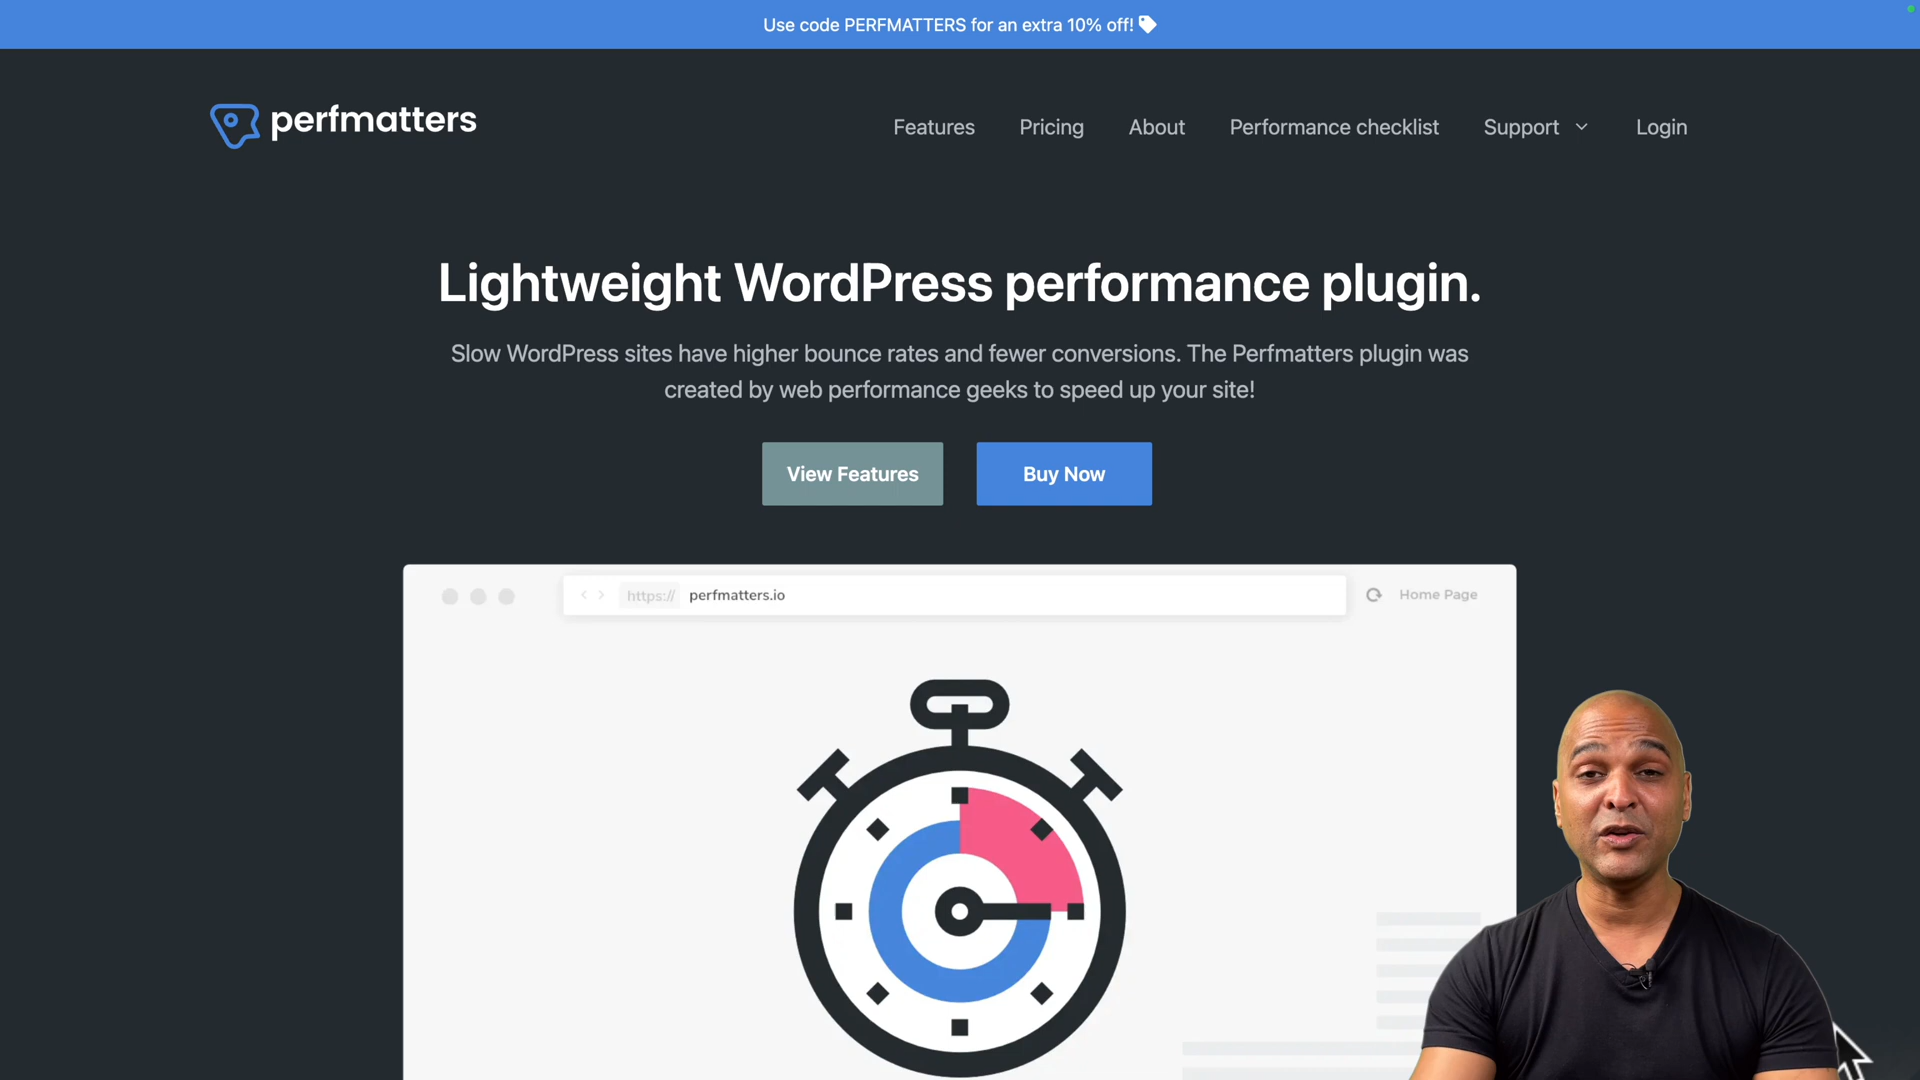 Use code PERFMATTERS for an extra 10% off!
perfmatters
Features
Pricing
About
Performance checklist
Support
Login
Lightweight WordPress performance plugin.
Slow WordPress sites have higher bounce rates and fewer conversions. The Perfmatters plugin was
created by web performance geeks to speed up your site!
View Features
Buy Now
https:// perfmatters.io
Home Page